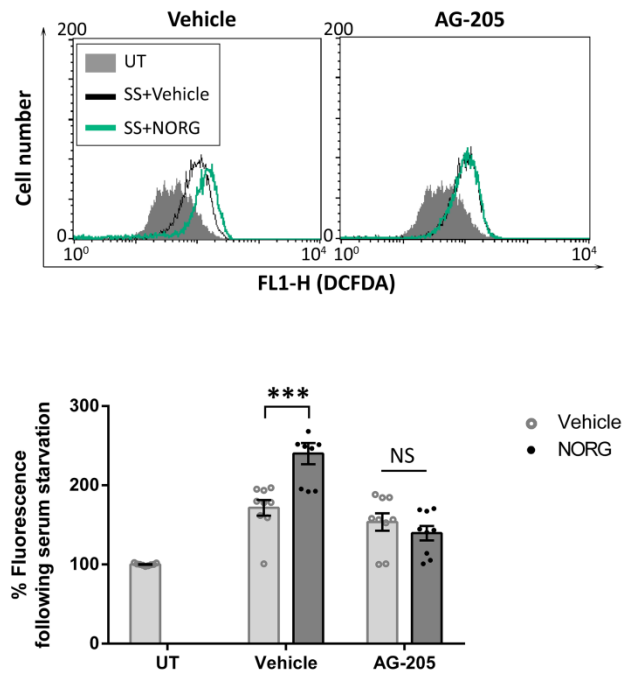 Vehicle
AG-205
200
200
UT
SS+Vehicle
SS+NORG
Cell number
0
0
10⁰
10⁴
10⁰
10⁴
FL1-H (DCFDA)
% Fluorescence
following serum starvation
300
200
100
0
***
NS
Vehicle
NORG
UT
Vehicle
AG-205